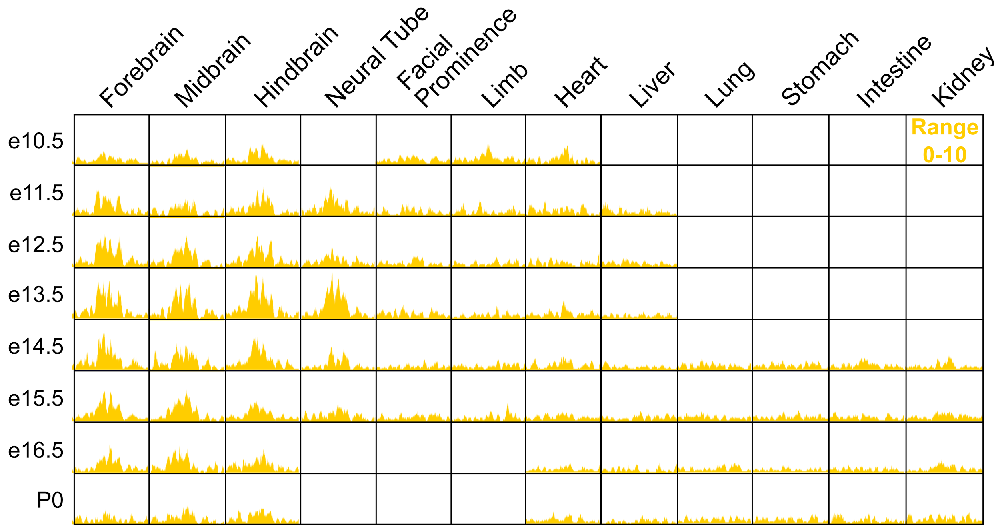 Forebrain
Midbrain
Hindbrain
Neural Tube
Facial
Prominence
Limb
Heart
Liver
Lung
Stomach
Intestine
Kidney
e10.5
Range
0-10
e11.5
e12.5
e13.5
e14.5
e15.5
e16.5
P0